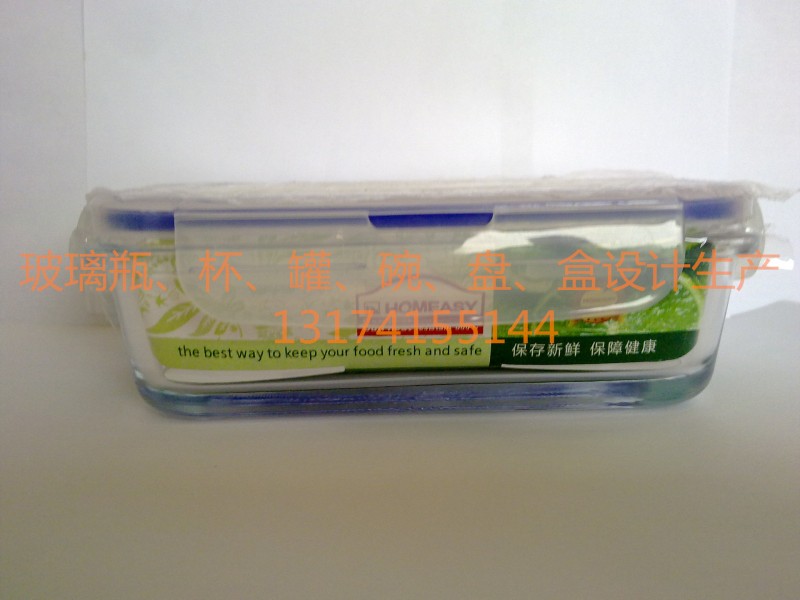 玻璃瓶、杯、罐、碗、盘、盒设计生产
HOMEASY
13174155144
the best way to keep your food fresh and safe
保存新鲜 保障健康